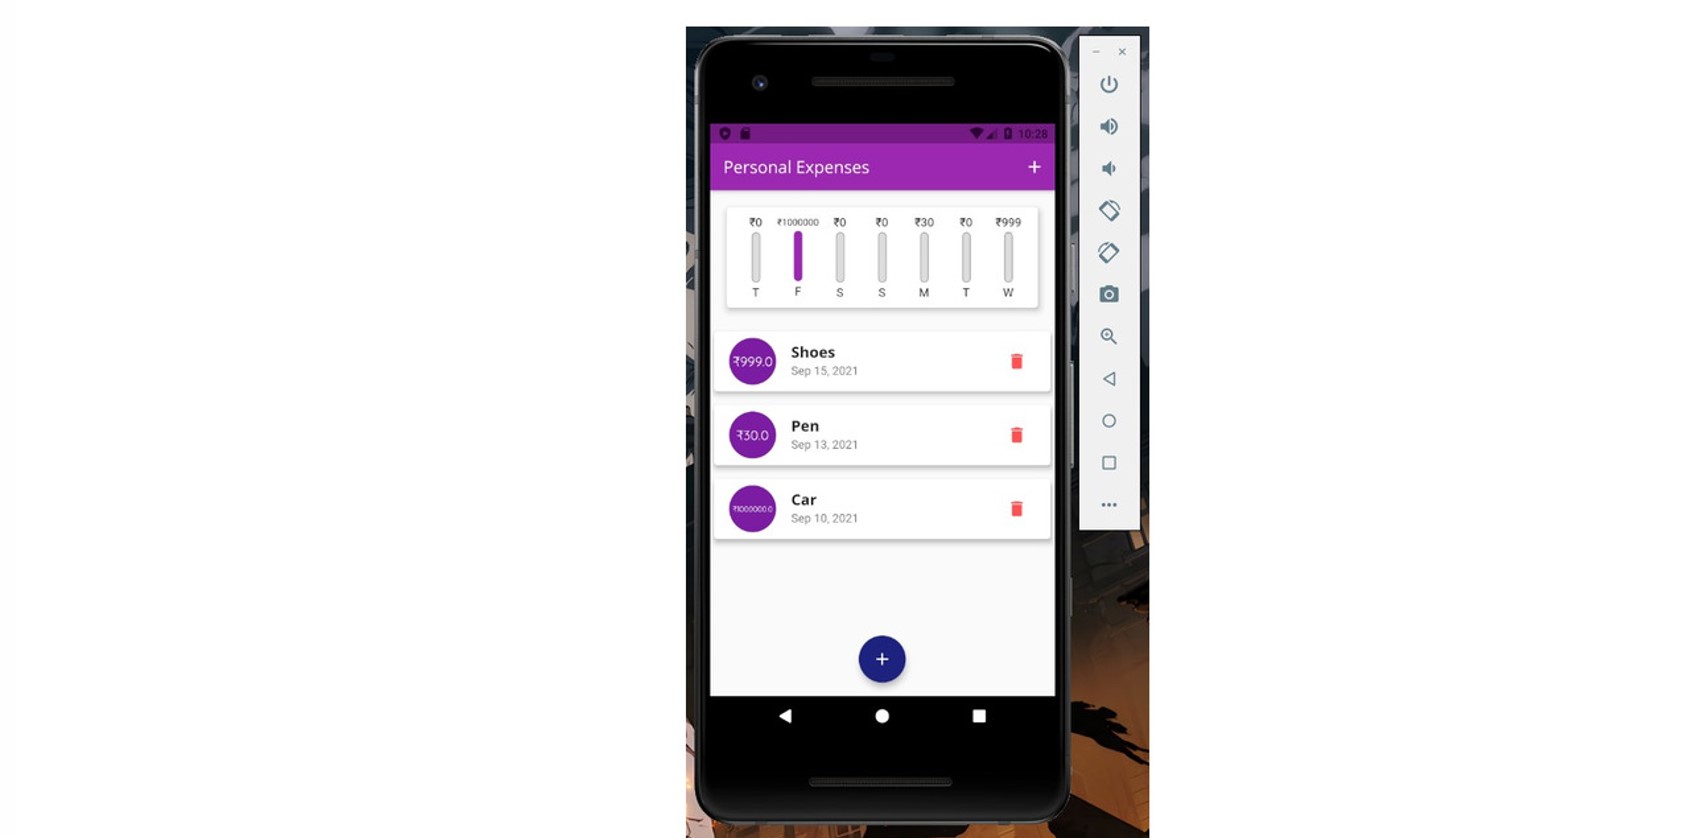 10:28
Personal Expenses
₹0 ₹1000000 ₹0 ₹0 ₹30 ₹0 ₹999
T F S S M T W
₹999.0
Shoes
Sep 15, 2021
₹30.0
Pen
Sep 13, 2021
₹1000000.0
Car
Sep 10, 2021